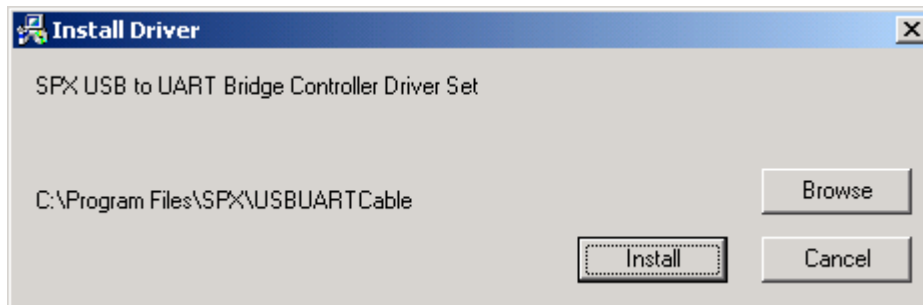 Install Driver
SPX USB to UART Bridge Controller Driver Set
C:\Program Files\SPX\USBUARTCable
Browse
Install
Cancel